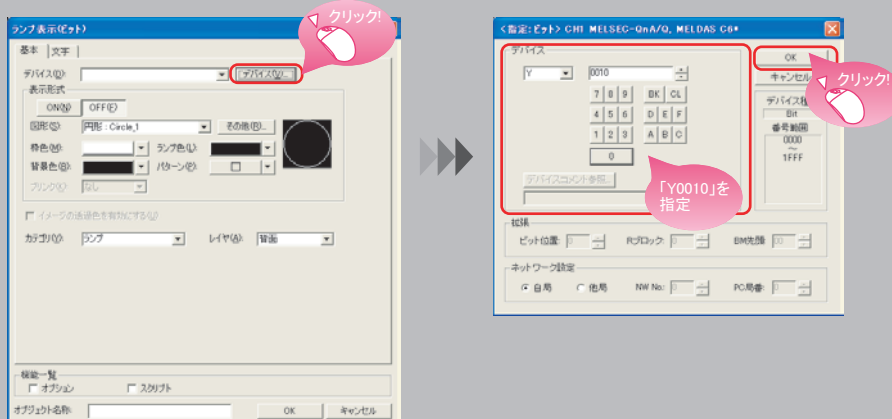 ランプ表示(ビット)
クリック!
基本 文字
デバイス(D): デバイス(V)...
表示形式
ON(N) OFF(F)
図形(S): 円形 : Circle_1 その他(R)...
枠色(M): ランプ色(L):
背景色(B): パターン(P):
ブリンク(K): なし
イメージの透過色を有効にする(U)
カテゴリ(Y): ランプ レイヤ(A): 背面
機能一覧
オプション スクリプト
オブジェクト名称: OK キャンセル
<指定:ビット> CH1 MELSEC-QnA/Q, MELDAS C6*
デバイス
Y 0010
7 8 9 BK CL
4 5 6 D E F
1 2 3 A B C
0
デバイスコメント参照...
「Y0010」を
指定
OK
キャンセル
クリック!
デバイス種
Bit
番号範囲
0000
~
1FFF
拡張
ビット位置: 0 Rブロック: 0 BM先頭: 00
ネットワーク設定
自局 他局 NW No.: 0 PC局番: 0